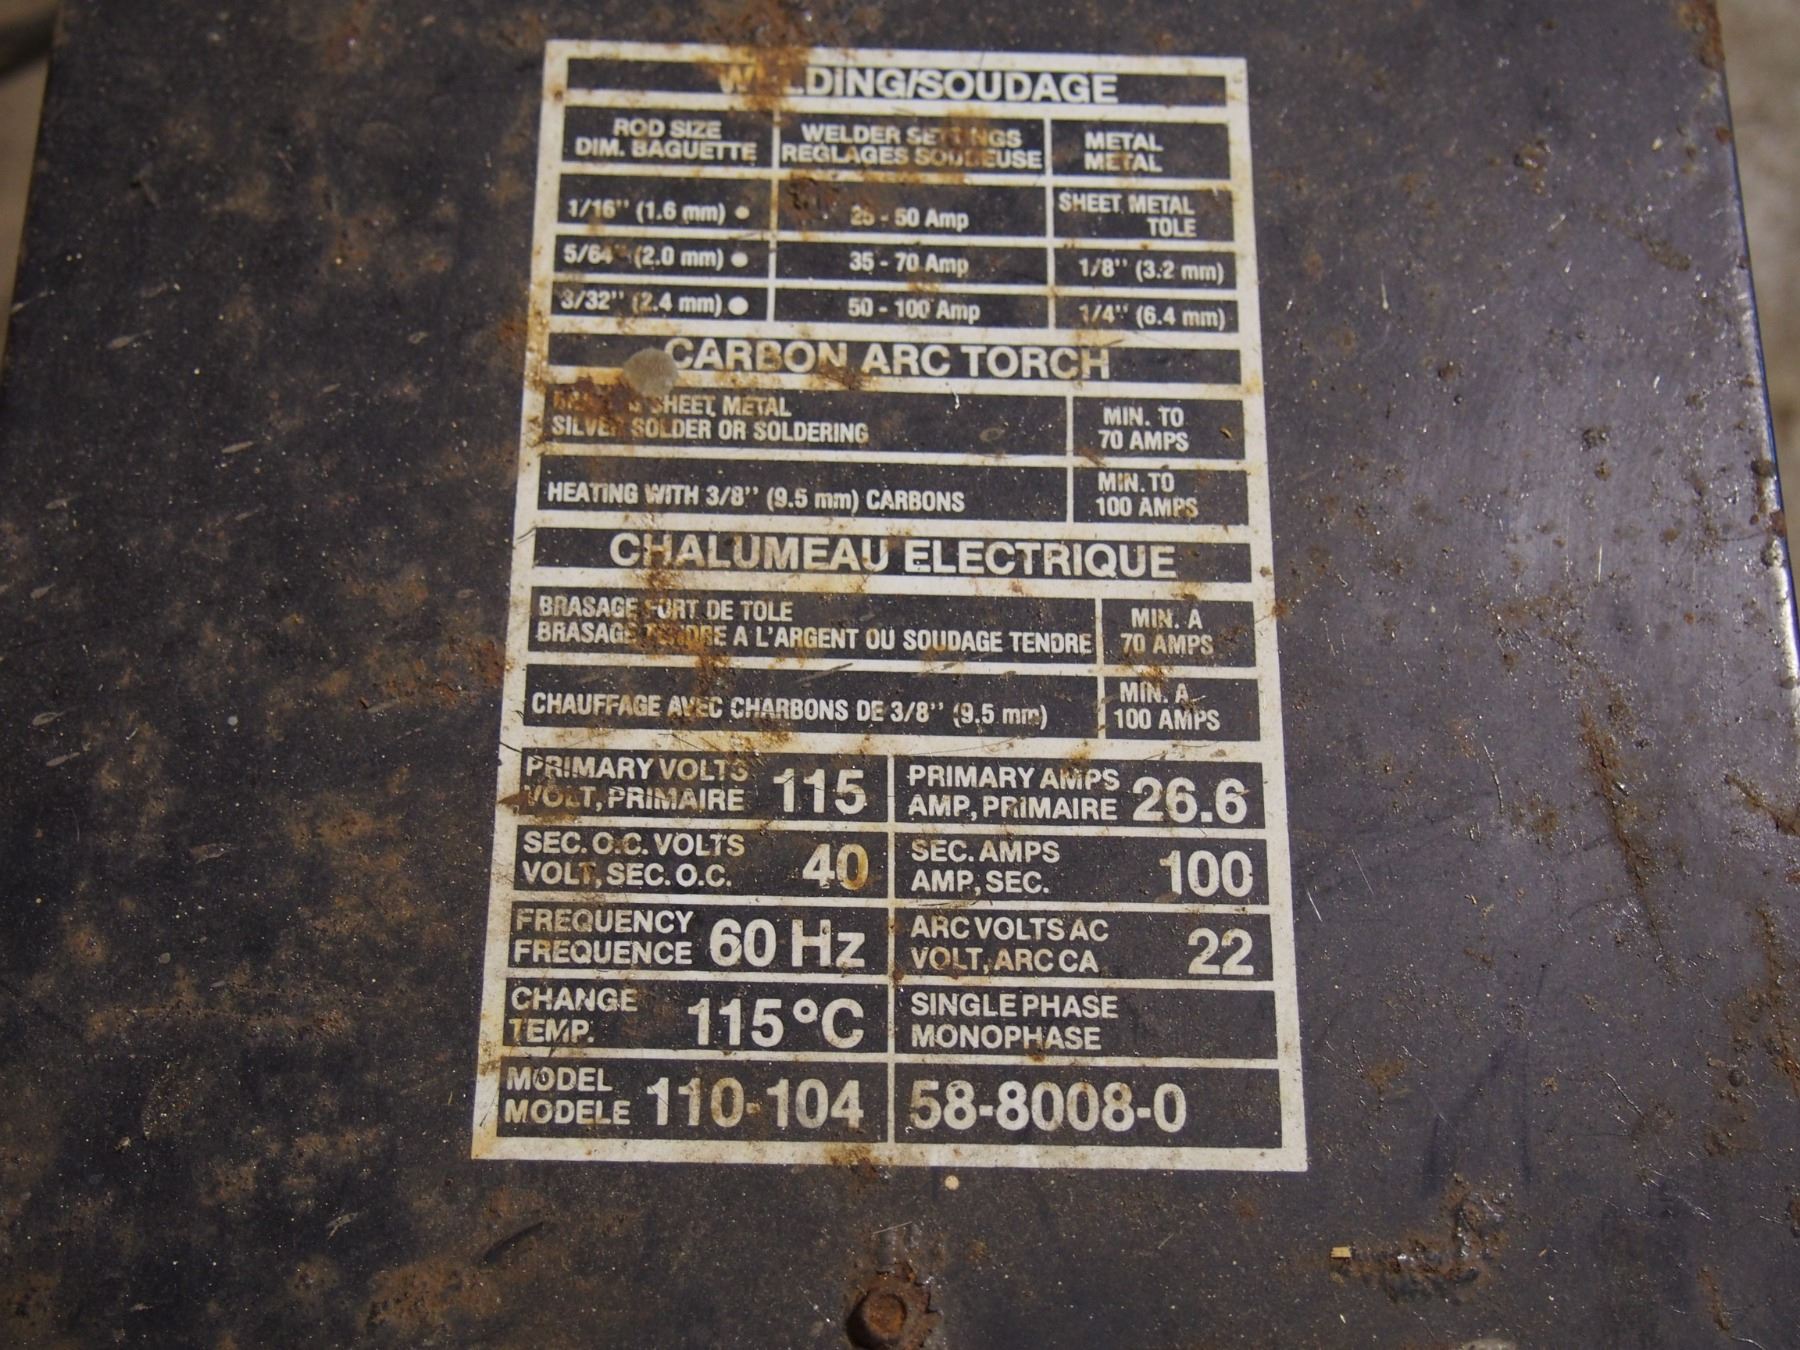 WELDING/SOUDAGE
ROD SIZE
DIM. BAGUETTE
WELDER SETTINGS
REGLAGES SOUDEUSE
METAL
METAL
1/16" (1.6 mm)
25 - 50 Amp
SHEET METAL
TOLE
5/64" (2.0 mm)
35 - 70 Amp
1/8" (3.2 mm)
3/32" (2.4 mm)
50 - 100 Amp
1/4" (6.4 mm)
CARBON ARC TORCH
SHEET METAL
SILVER SOLDER OR SOLDERING
MIN. TO
70 AMPS
HEATING WITH 3/8" (9.5 mm) CARBONS
MIN. TO
100 AMPS
CHALUMEAU ELECTRIQUE
BRASAGE FORT DE TOLE
BRASAGE TENDRE A L'ARGENT OU SOUDAGE TENDRE
MIN. A
70 AMPS
CHAUFFAGE AVEC CHARBONS DE 3/8" (9.5 mm)
MIN. A
100 AMPS
PRIMARY VOLTS
VOLT, PRIMAIRE
115
PRIMARY AMPS
AMP, PRIMAIRE
26.6
SEC. O.C. VOLTS
VOLT, SEC. O.C.
40
SEC. AMPS
AMP, SEC.
100
FREQUENCY
FREQUENCE
60 Hz
ARC VOLTS AC
VOLT, ARC CA
22
CHANGE
TEMP.
115°C
SINGLE PHASE
MONOPHASE
MODEL
MODELE
110-104
58-8008-0